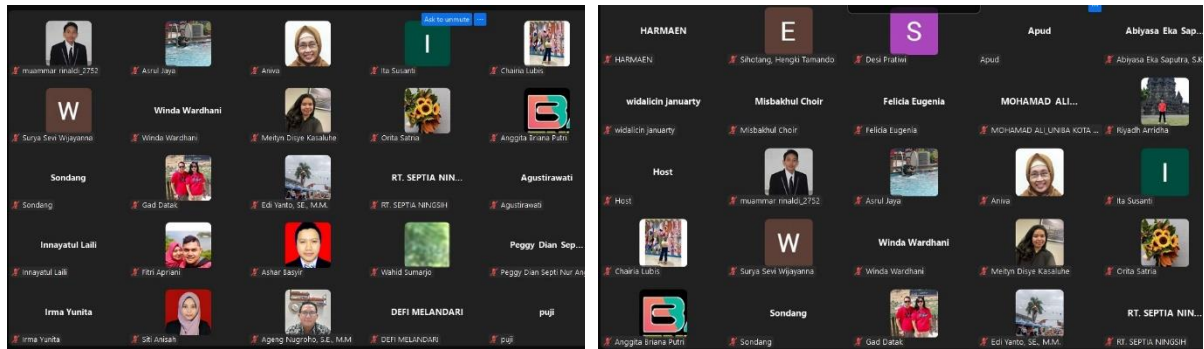 Ask to unmute
I
muammar rinaldi_2752
Asrul Jaya
Aniva
Ita Susanti
Chairia Lubis
W
Winda Wardhani
Surya Sevi Wijayanna
Winda Wardhani
Meityn Disye Kasaluhe
Orita Satria
Anggita Briana Putri
Sondang
RT. SEPTIA NIN...
Agustirawati
Sondang
Gad Datak
Edi Yanto, SE., M.M.
RT. SEPTIA NINGSIH
Agustirawati
Innayatul Laili
Peggy Dian Sep...
Innayatul Laili
Fitri Apriani
Ashar Basyir
Wahid Sumarjo
Peggy Dian Septi Nur An
Irma Yunita
DEFI MELANDARI
puji
Irma Yunita
Siti Anisah
Ageng Nugroho, S.E., M.M
DEFI MELANDARI
puji
HARMAEN
E
S
Apud
Abiyasa Eka Sap...
HARMAEN
Sihotang, Hengki Tamando
Desi Pratiwi
Apud
Abiyasa Eka Saputra, S.K
widalicin januarty
Misbakhul Choir
Felicia Eugenia
MOHAMAD ALI...
widalicin januarty
Misbakhul Choir
Felicia Eugenia
MOHAMAD ALI_UNIBA KOTA ...
Riyadh Arridha
Host
I
Host
muammar rinaldi_2752
Asrul Jaya
Aniva
Ita Susanti
W
Winda Wardhani
Chairia Lubis
Surya Sevi Wijayanna
Winda Wardhani
Meityn Disye Kasaluhe
Orita Satria
Sondang
RT. SEPTIA NIN...
Anggita Briana Putri
Sondang
Gad Datak
Edi Yanto, SE., M.M.
RT. SEPTIA NINGSIH